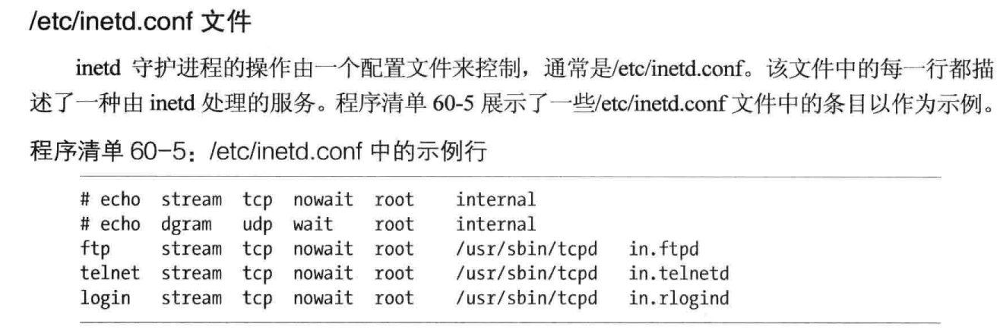 /etc/inetd.conf 文件
inetd 守护进程的操作由一个配置文件来控制，通常是/etc/inetd.conf。该文件中的每一行都描
述了一种由 inetd 处理的服务。程序清单 60-5 展示了一些/etc/inetd.conf 文件中的条目以作为示例。
程序清单 60-5：/etc/inetd.conf 中的示例行
# echo stream tcp nowait root internal
# echo dgram udp wait root internal
ftp stream tcp nowait root /usr/sbin/tcpd in.ftpd
telnet stream tcp nowait root /usr/sbin/tcpd in.telnetd
login stream tcp nowait root /usr/sbin/tcpd in.rlogind